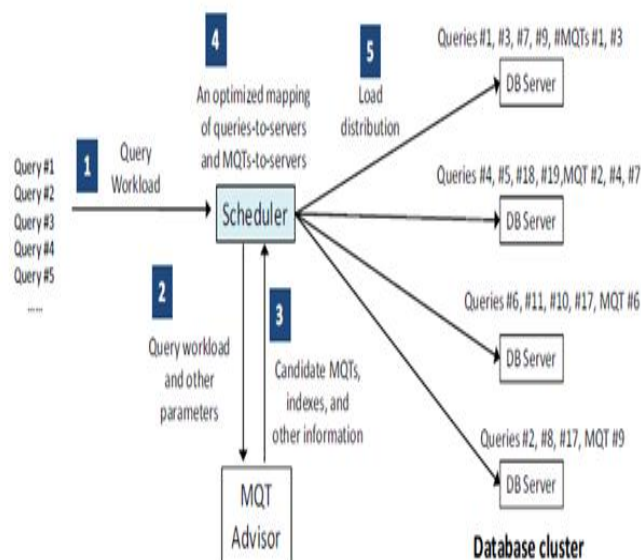 4
5
Queries #1, #3, #7, #9, #MQTs #1, #3
DB Server
An optimized mapping
of queries-to-servers
and MQTs-to-servers
Load
distribution
1
Query
Workload
Query #1
Query #2
Query #3
Query #4
Query #5
......
Scheduler
Queries #4, #5, #18, #19,MQT #2, #4, #7
DB Server
2
Query workload
and other
parameters
3
Candidate MQTs,
indexes, and
other information
Queries #6, #11, #10, #17, MQT #6
DB Server
Queries #2, #8, #17, MQT #9
DB Server
MQT
Advisor
Database cluster